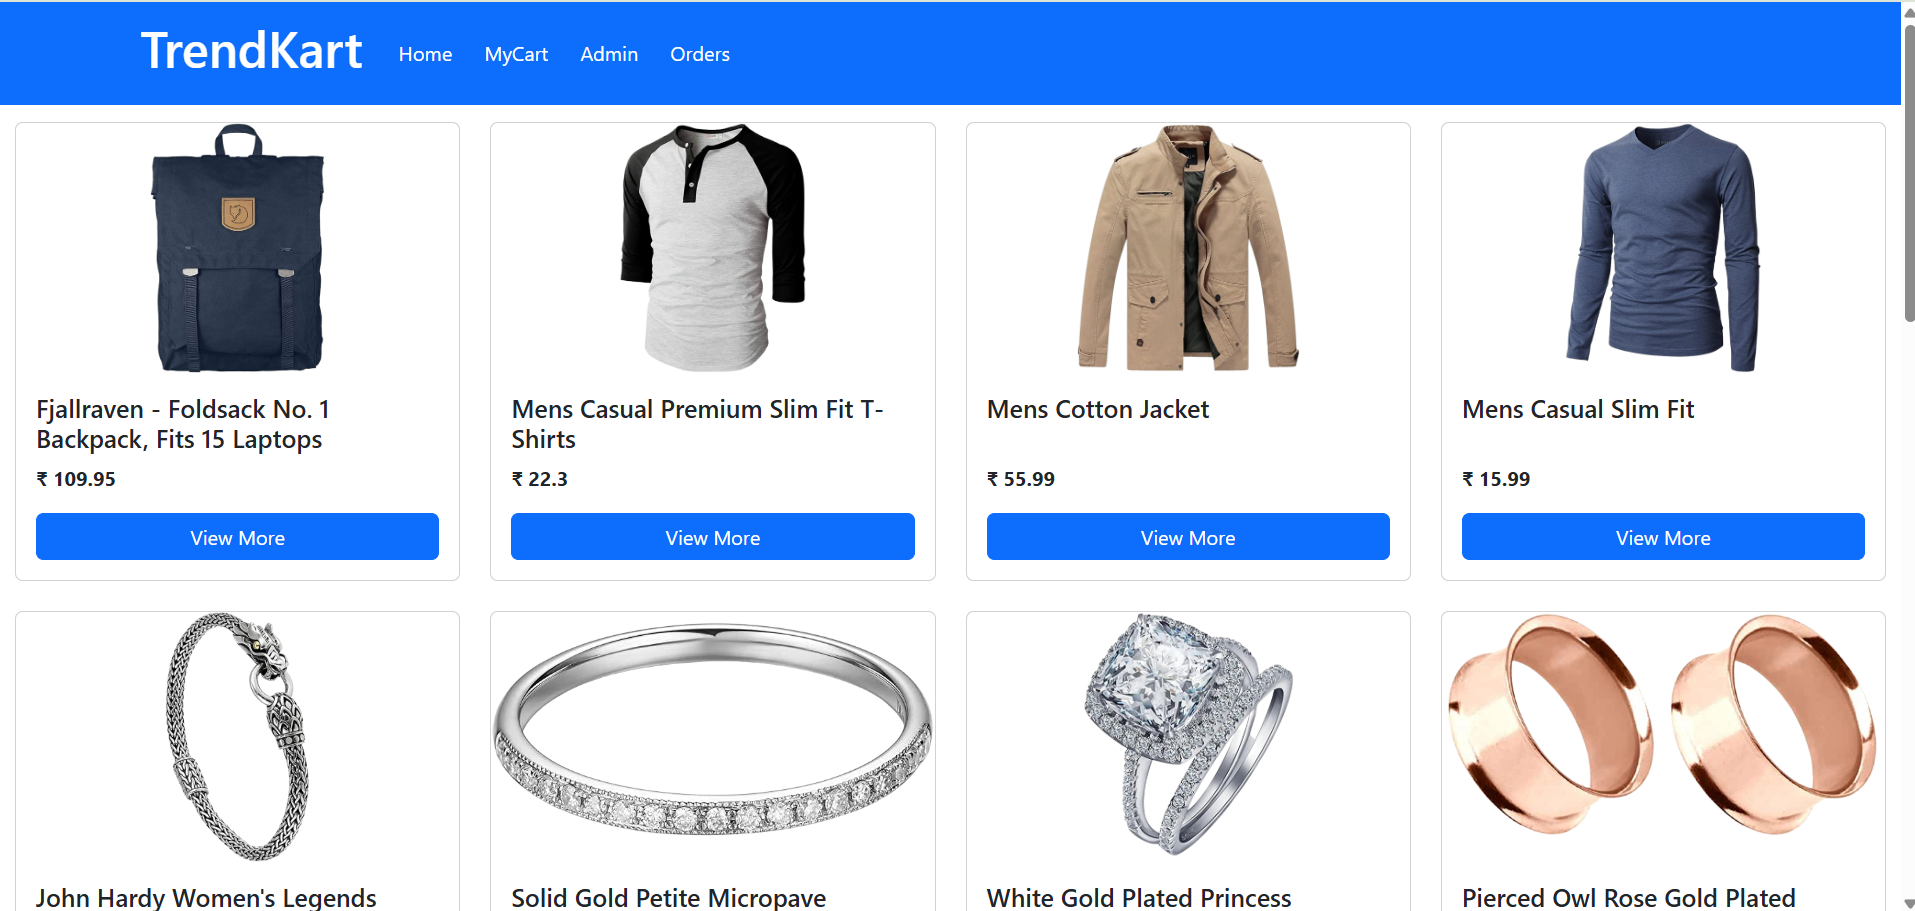 TrendKart Home MyCart Admin Orders
Fjallraven - Foldsack No. 1
Backpack, Fits 15 Laptops
₹ 109.95
View More
Mens Casual Premium Slim Fit T-
Shirts
₹ 22.3
View More
Mens Cotton Jacket
₹ 55.99
View More
Mens Casual Slim Fit
₹ 15.99
View More
John Hardy Women's Legends
Solid Gold Petite Micropave
White Gold Plated Princess
Pierced Owl Rose Gold Plated